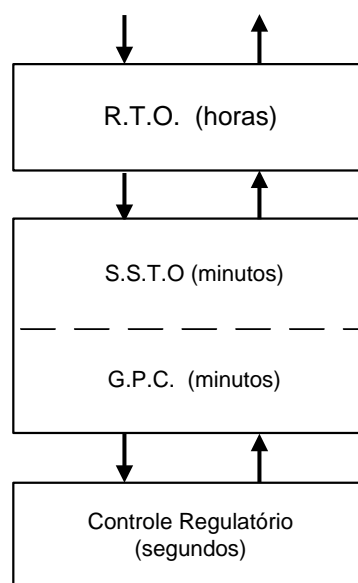 R.T.O. (horas)
S.S.T.O (minutos)
G.P.C. (minutos)
Controle Regulatório
(segundos)